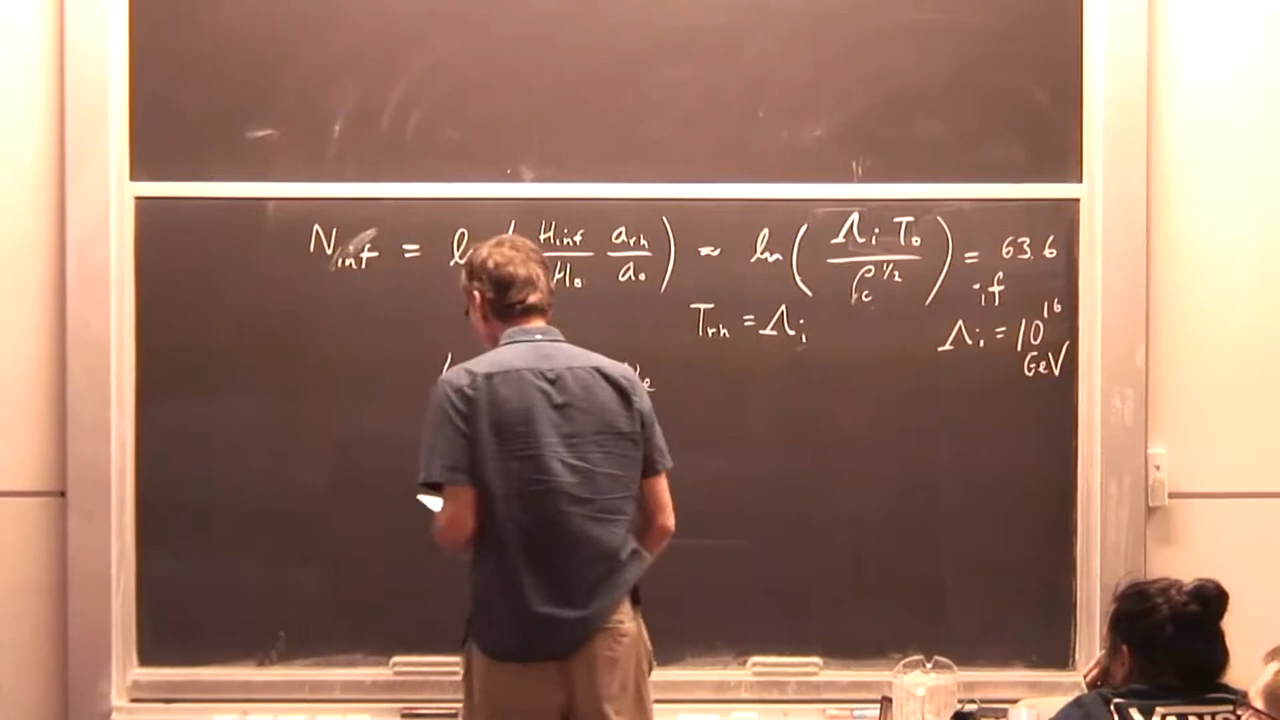 N_inf = ln ( H_inf/H_0 a_rh/a_0 ) ≈ ln ( Λ_i T_0 / ρ_c^{1/2} ) = 63.6
if
T_rh = Λ_i Λ_i = 10^16
GeV